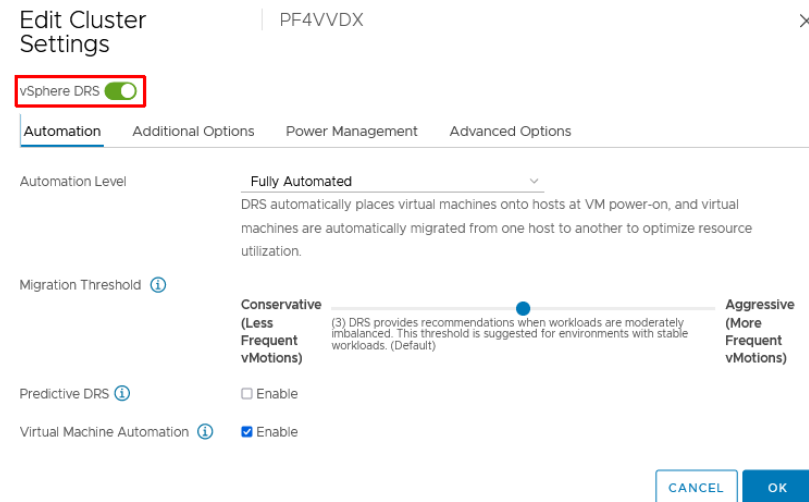 Edit Cluster
Settings
PF4VVDX
vSphere DRS
Automation Additional Options Power Management Advanced Options
Automation Level
Fully Automated
DRS automatically places virtual machines onto hosts at VM power-on, and virtual
machines are automatically migrated from one host to another to optimize resource
utilization.
Migration Threshold
Conservative
(Less
Frequent
vMotions)
(3) DRS provides recommendations when workloads are moderately
imbalanced. This threshold is suggested for environments with stable
workloads. (Default)
Aggressive
(More
Frequent
vMotions)
Predictive DRS
Enable
Virtual Machine Automation
Enable
CANCEL OK